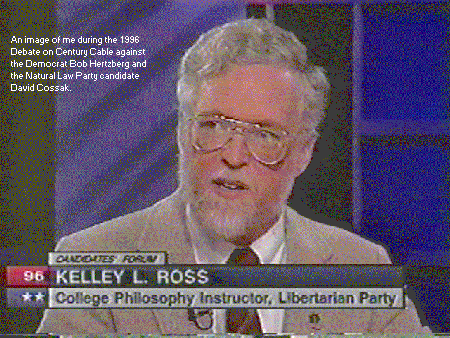 An image of me during the 1996
Debate on Century Cable against
the Democrat Bob Hertzberg and
the Natural Law Party candidate
David Cossak.
CANDIDATES' FORUM
96 KELLEY L. ROSS
College Philosophy Instructor, Libertarian Party